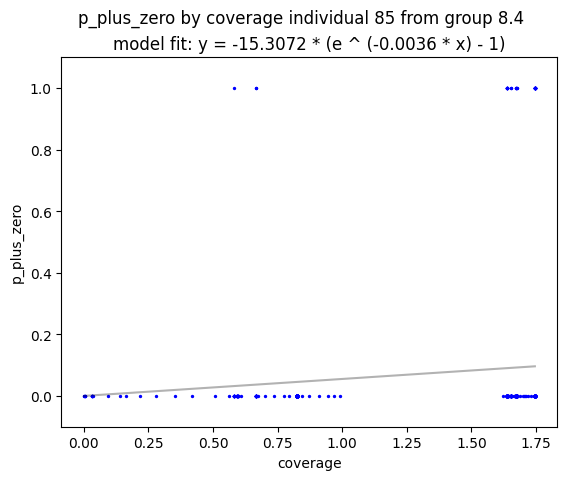 p_plus_zero by coverage individual 85 from group 8.4
model fit: y = -15.3072 * (e ^ (-0.0036 * x) - 1)
1.0
0.8
0.6
0.4
0.2
0.0
p_plus_zero
0.00 0.25 0.50 0.75 1.00 1.25 1.50 1.75
coverage